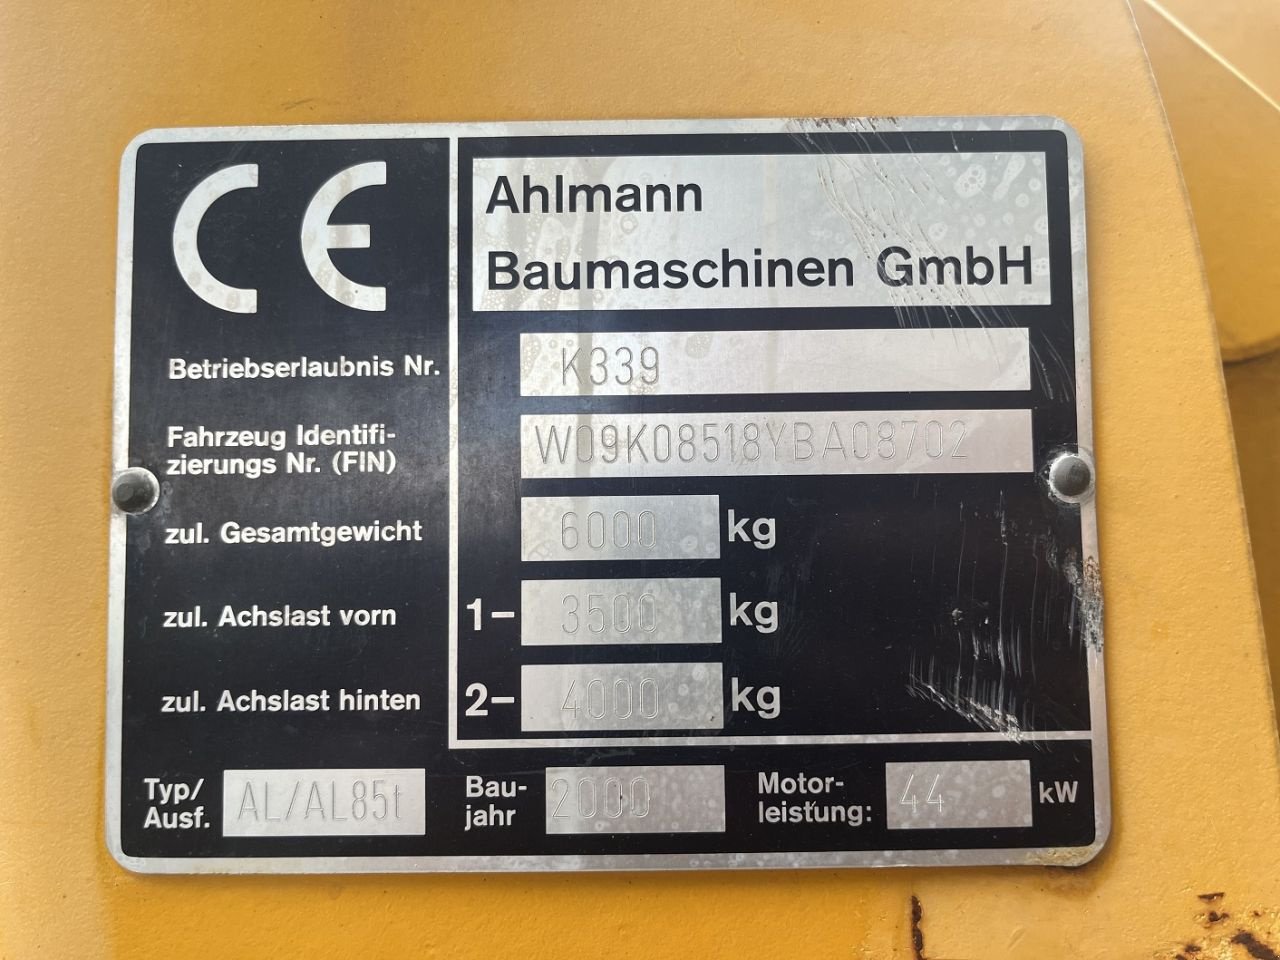 CE
Ahlmann
Baumaschinen GmbH
Betriebserlaubnis Nr. K339
Fahrzeug Identifi-
zierungs Nr. (FIN) W09K08518YBA08702
zul. Gesamtgewicht 6000 kg
zul. Achslast vorn 1- 3500 kg
zul. Achslast hinten 2- 4000 kg
Typ/
Ausf. AL/AL85t
Bau-
jahr 2000
Motor-
leistung: 44 kW